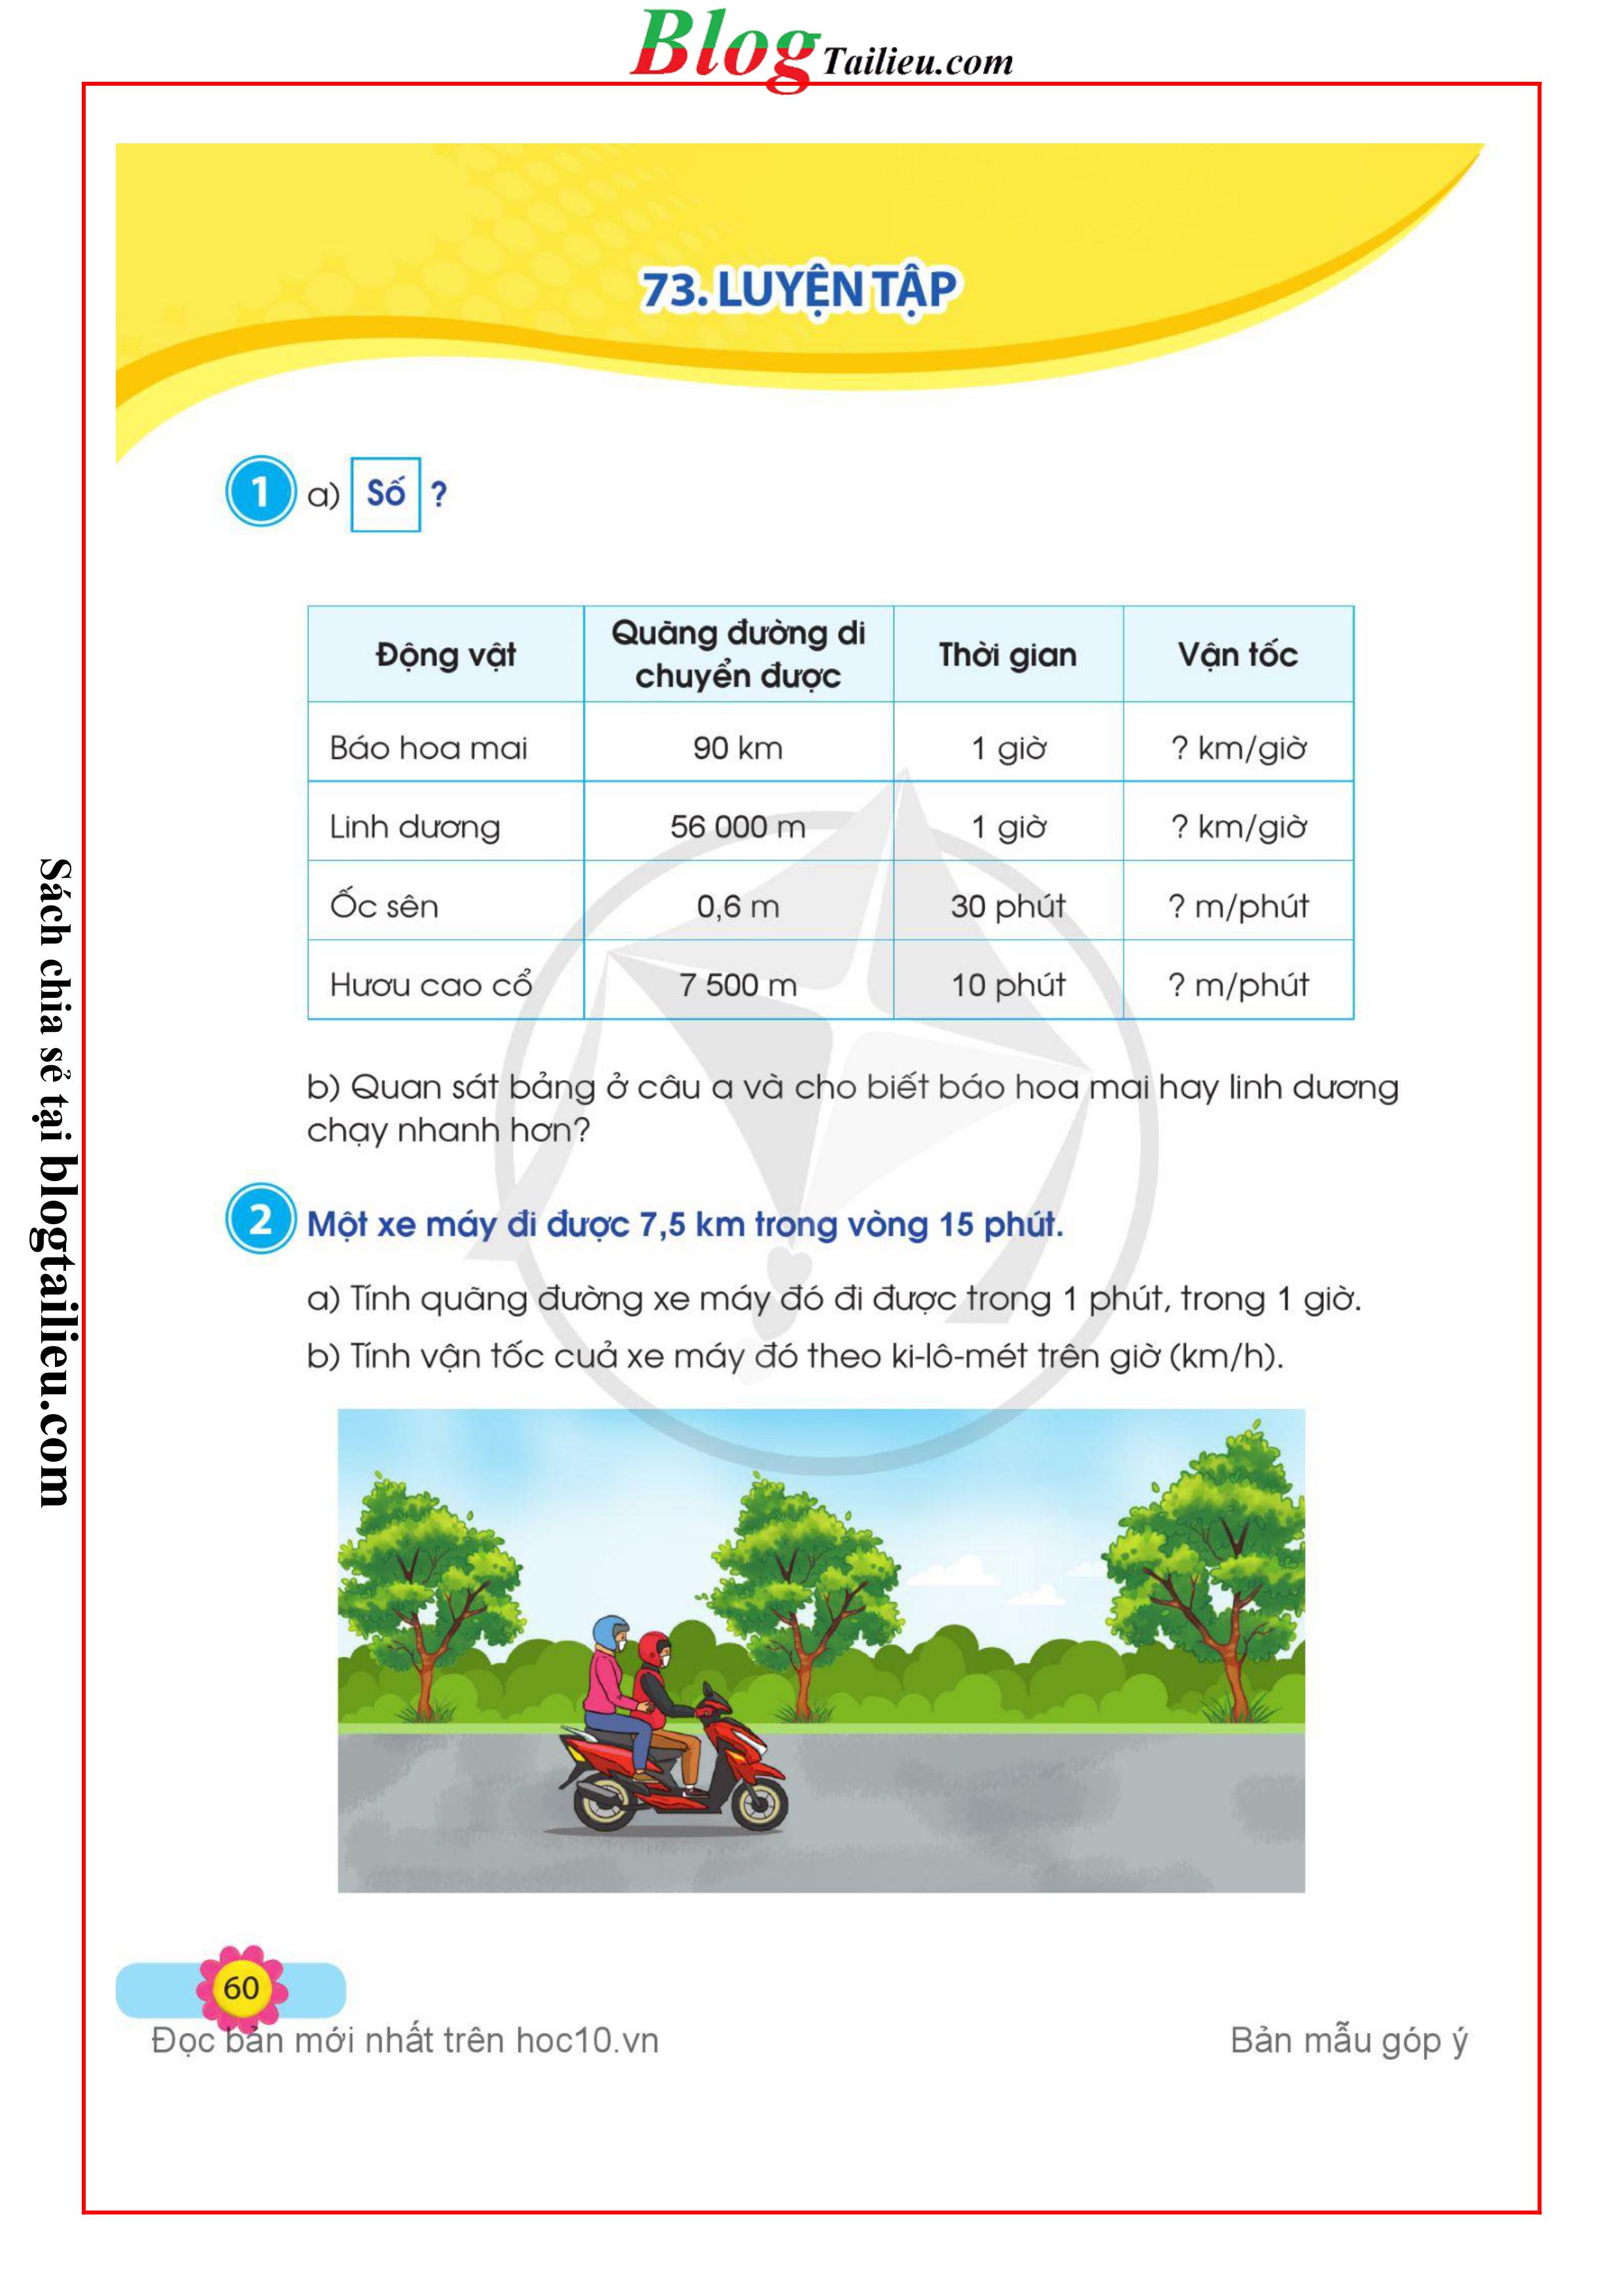 Blog Tailieu.com
73. LUYỆN TẬP
1 a) Số ?
Động vật Quãng đường di chuyển được Thời gian Vận tốc
Báo hoa mai 90 km 1 giờ ? km/giờ
Linh dương 56 000 m 1 giờ ? km/giờ
Ốc sên 0,6 m 30 phút ? m/phút
Hươu cao cổ 7 500 m 10 phút ? m/phút
b) Quan sát bảng ở câu a và cho biết báo hoa mai hay linh dương
chạy nhanh hơn?
2 Một xe máy đi được 7,5 km trong vòng 15 phút.
a) Tính quãng đường xe máy đó đi được trong 1 phút, trong 1 giờ.
b) Tính vận tốc cuả xe máy đó theo ki-lô-mét trên giờ (km/h).
60
Đọc bản mới nhất trên hoc10.vn
Bản mẫu góp ý
Sách chia sẻ tại blogtailieu.com